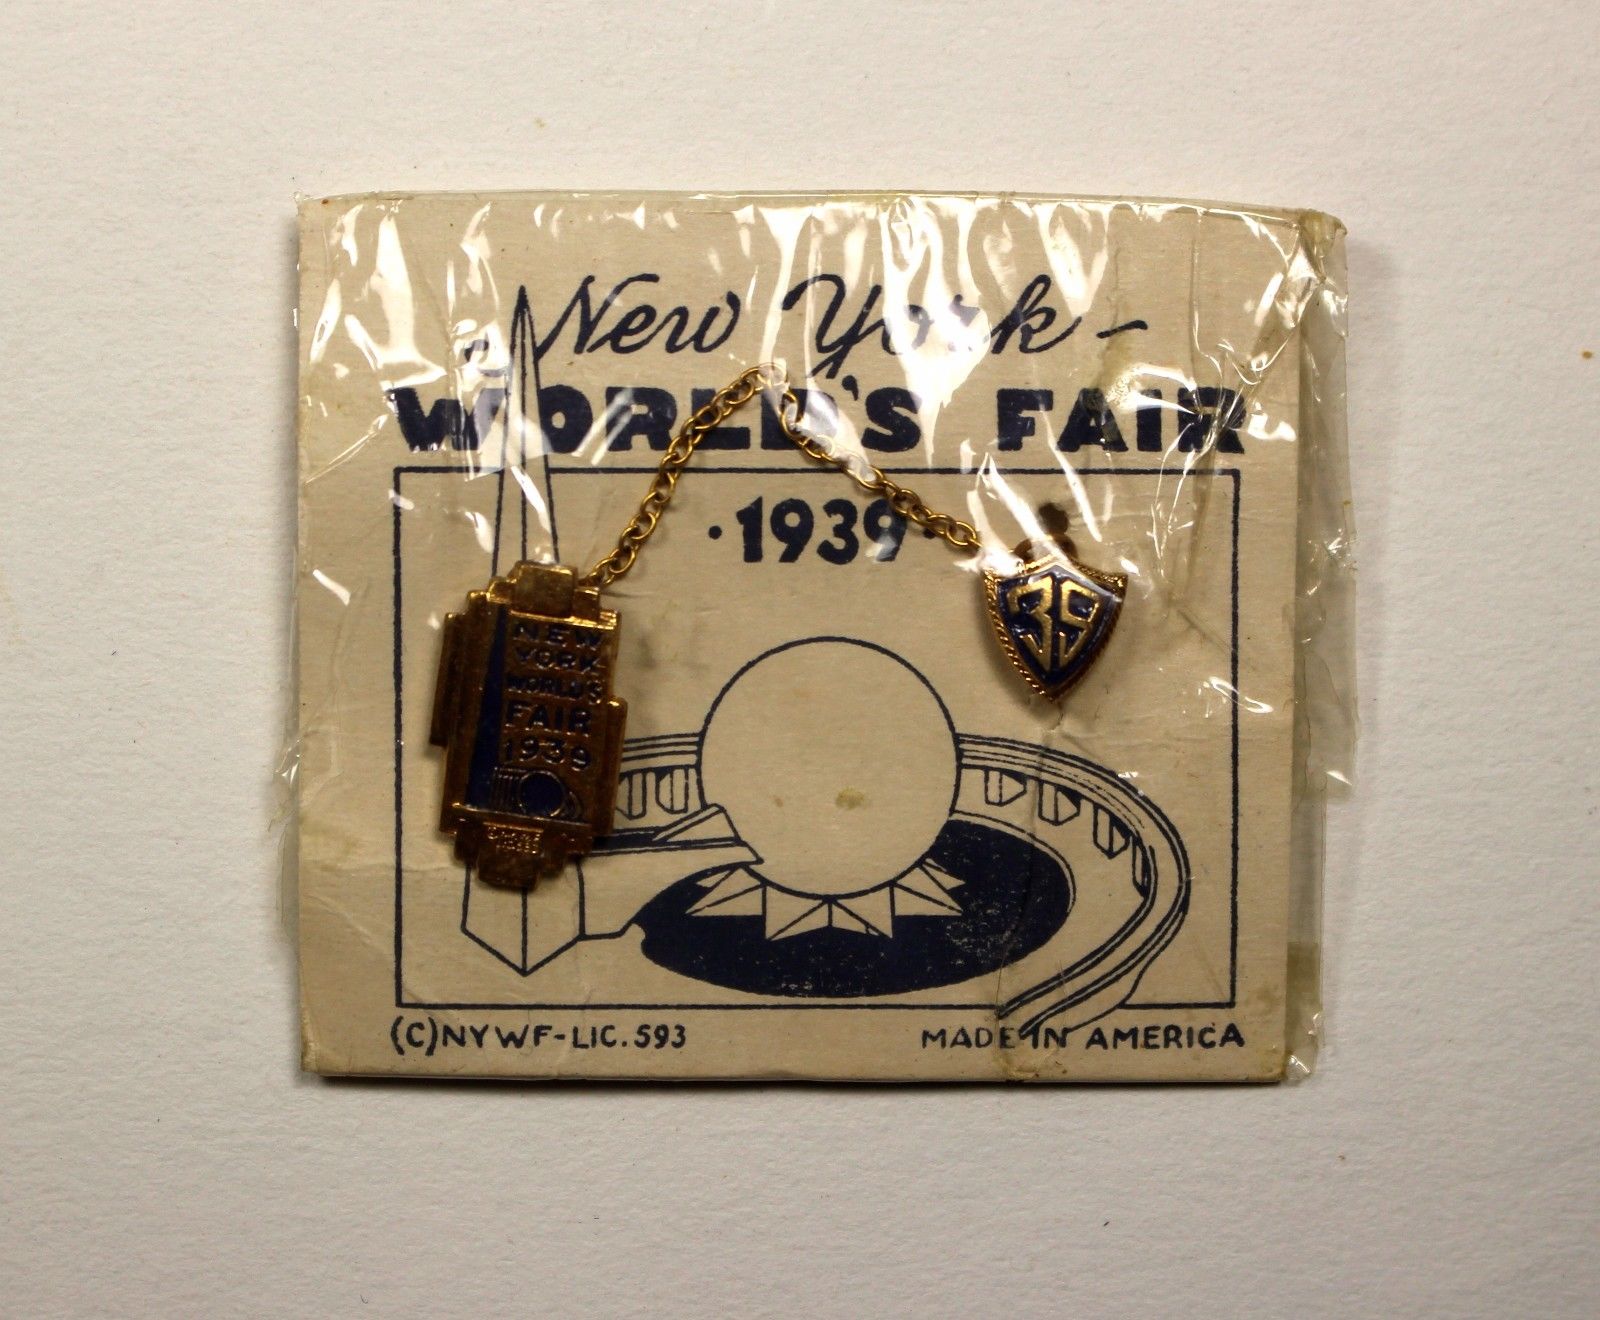 New York -
WORLD'S FAIR
·1939·
NEW
YORK
WORLD'S
FAIR
1939
39
(C)NYWF-LIC.593
MADE IN AMERICA